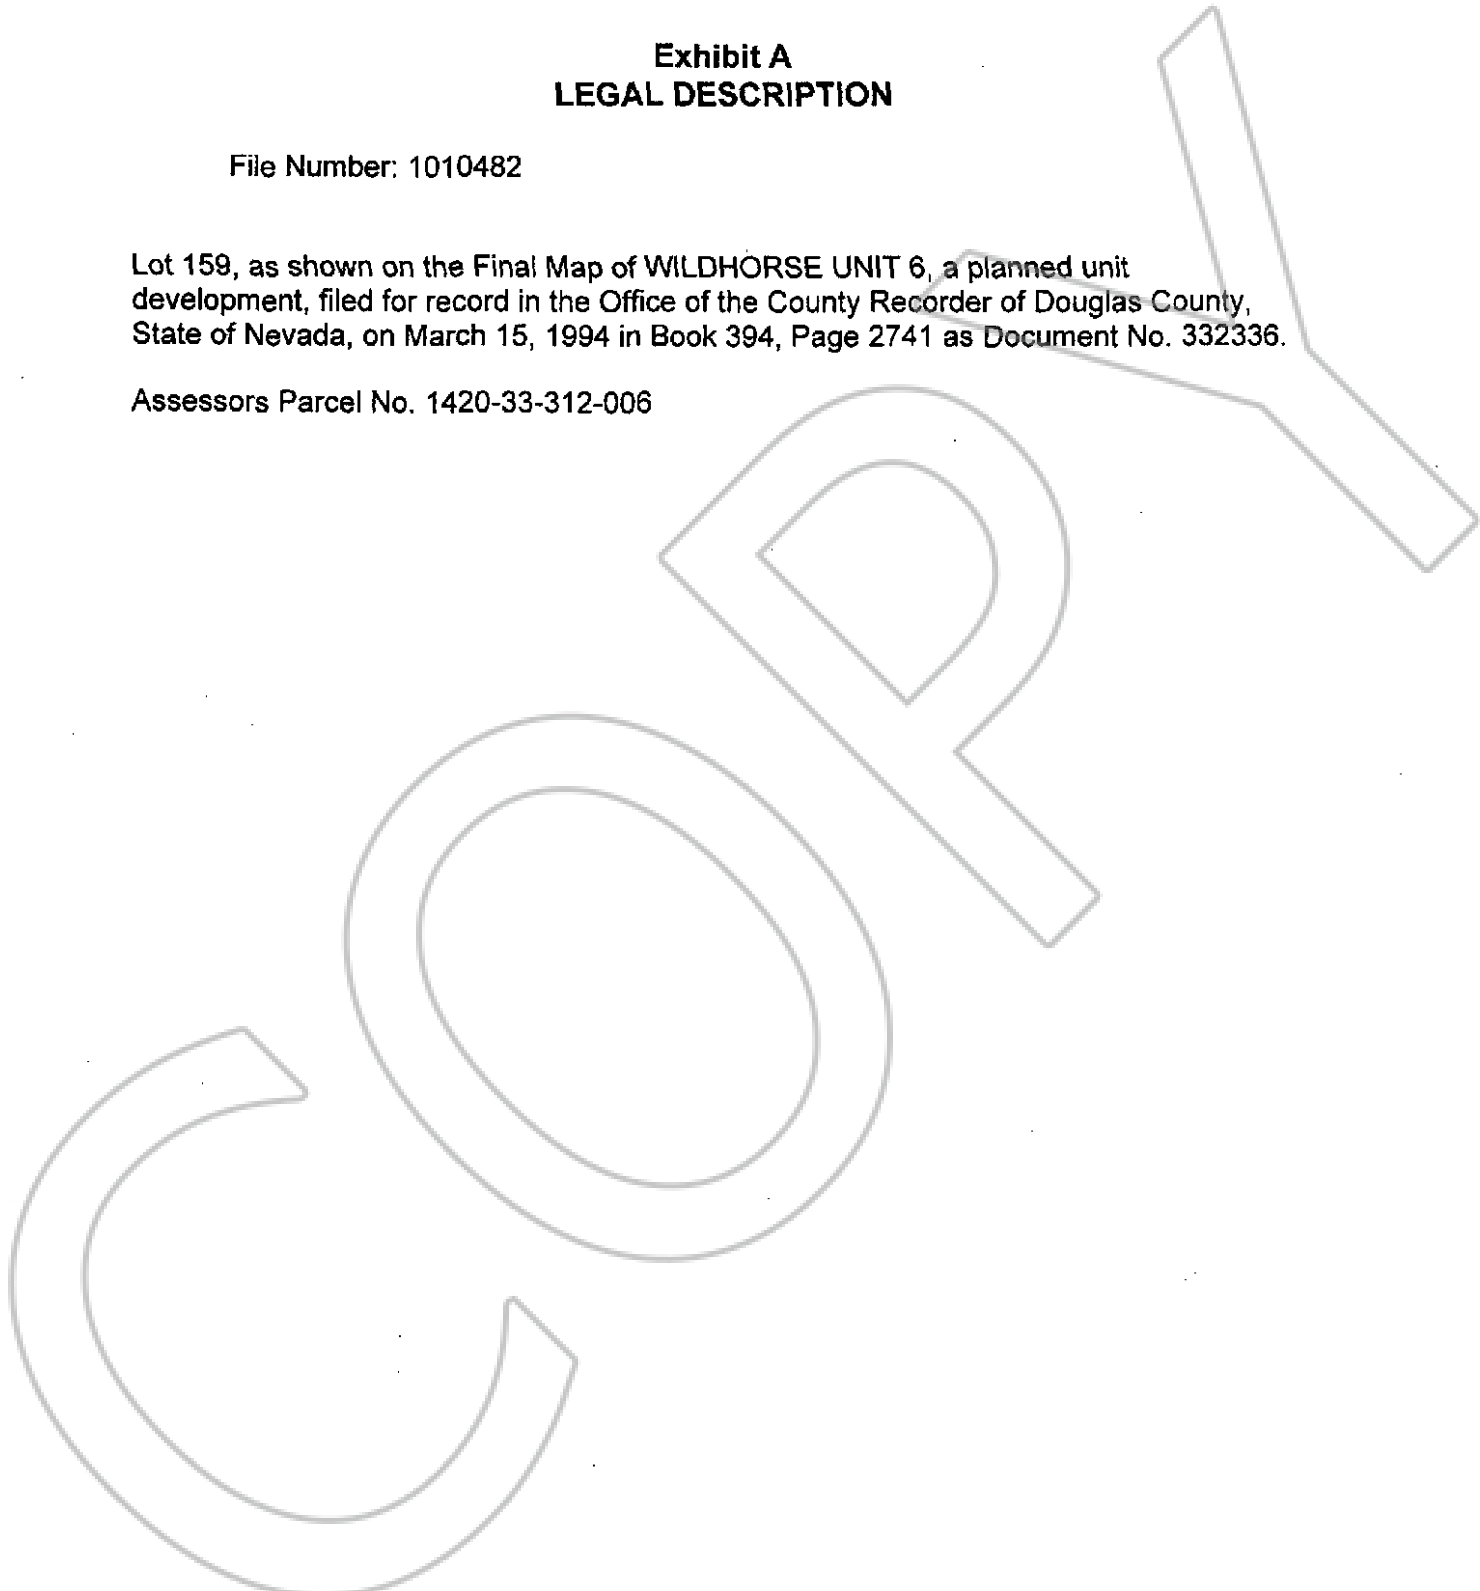 Exhibit A
LEGAL DESCRIPTION
File Number: 1010482
Lot 159, as shown on the Final Map of WILDHORSE UNIT 6, a planned unit
development, filed for record in the Office of the County Recorder of Douglas County,
State of Nevada, on March 15, 1994 in Book 394, Page 2741 as Document No. 332336.
Assessors Parcel No. 1420-33-312-006
COPY